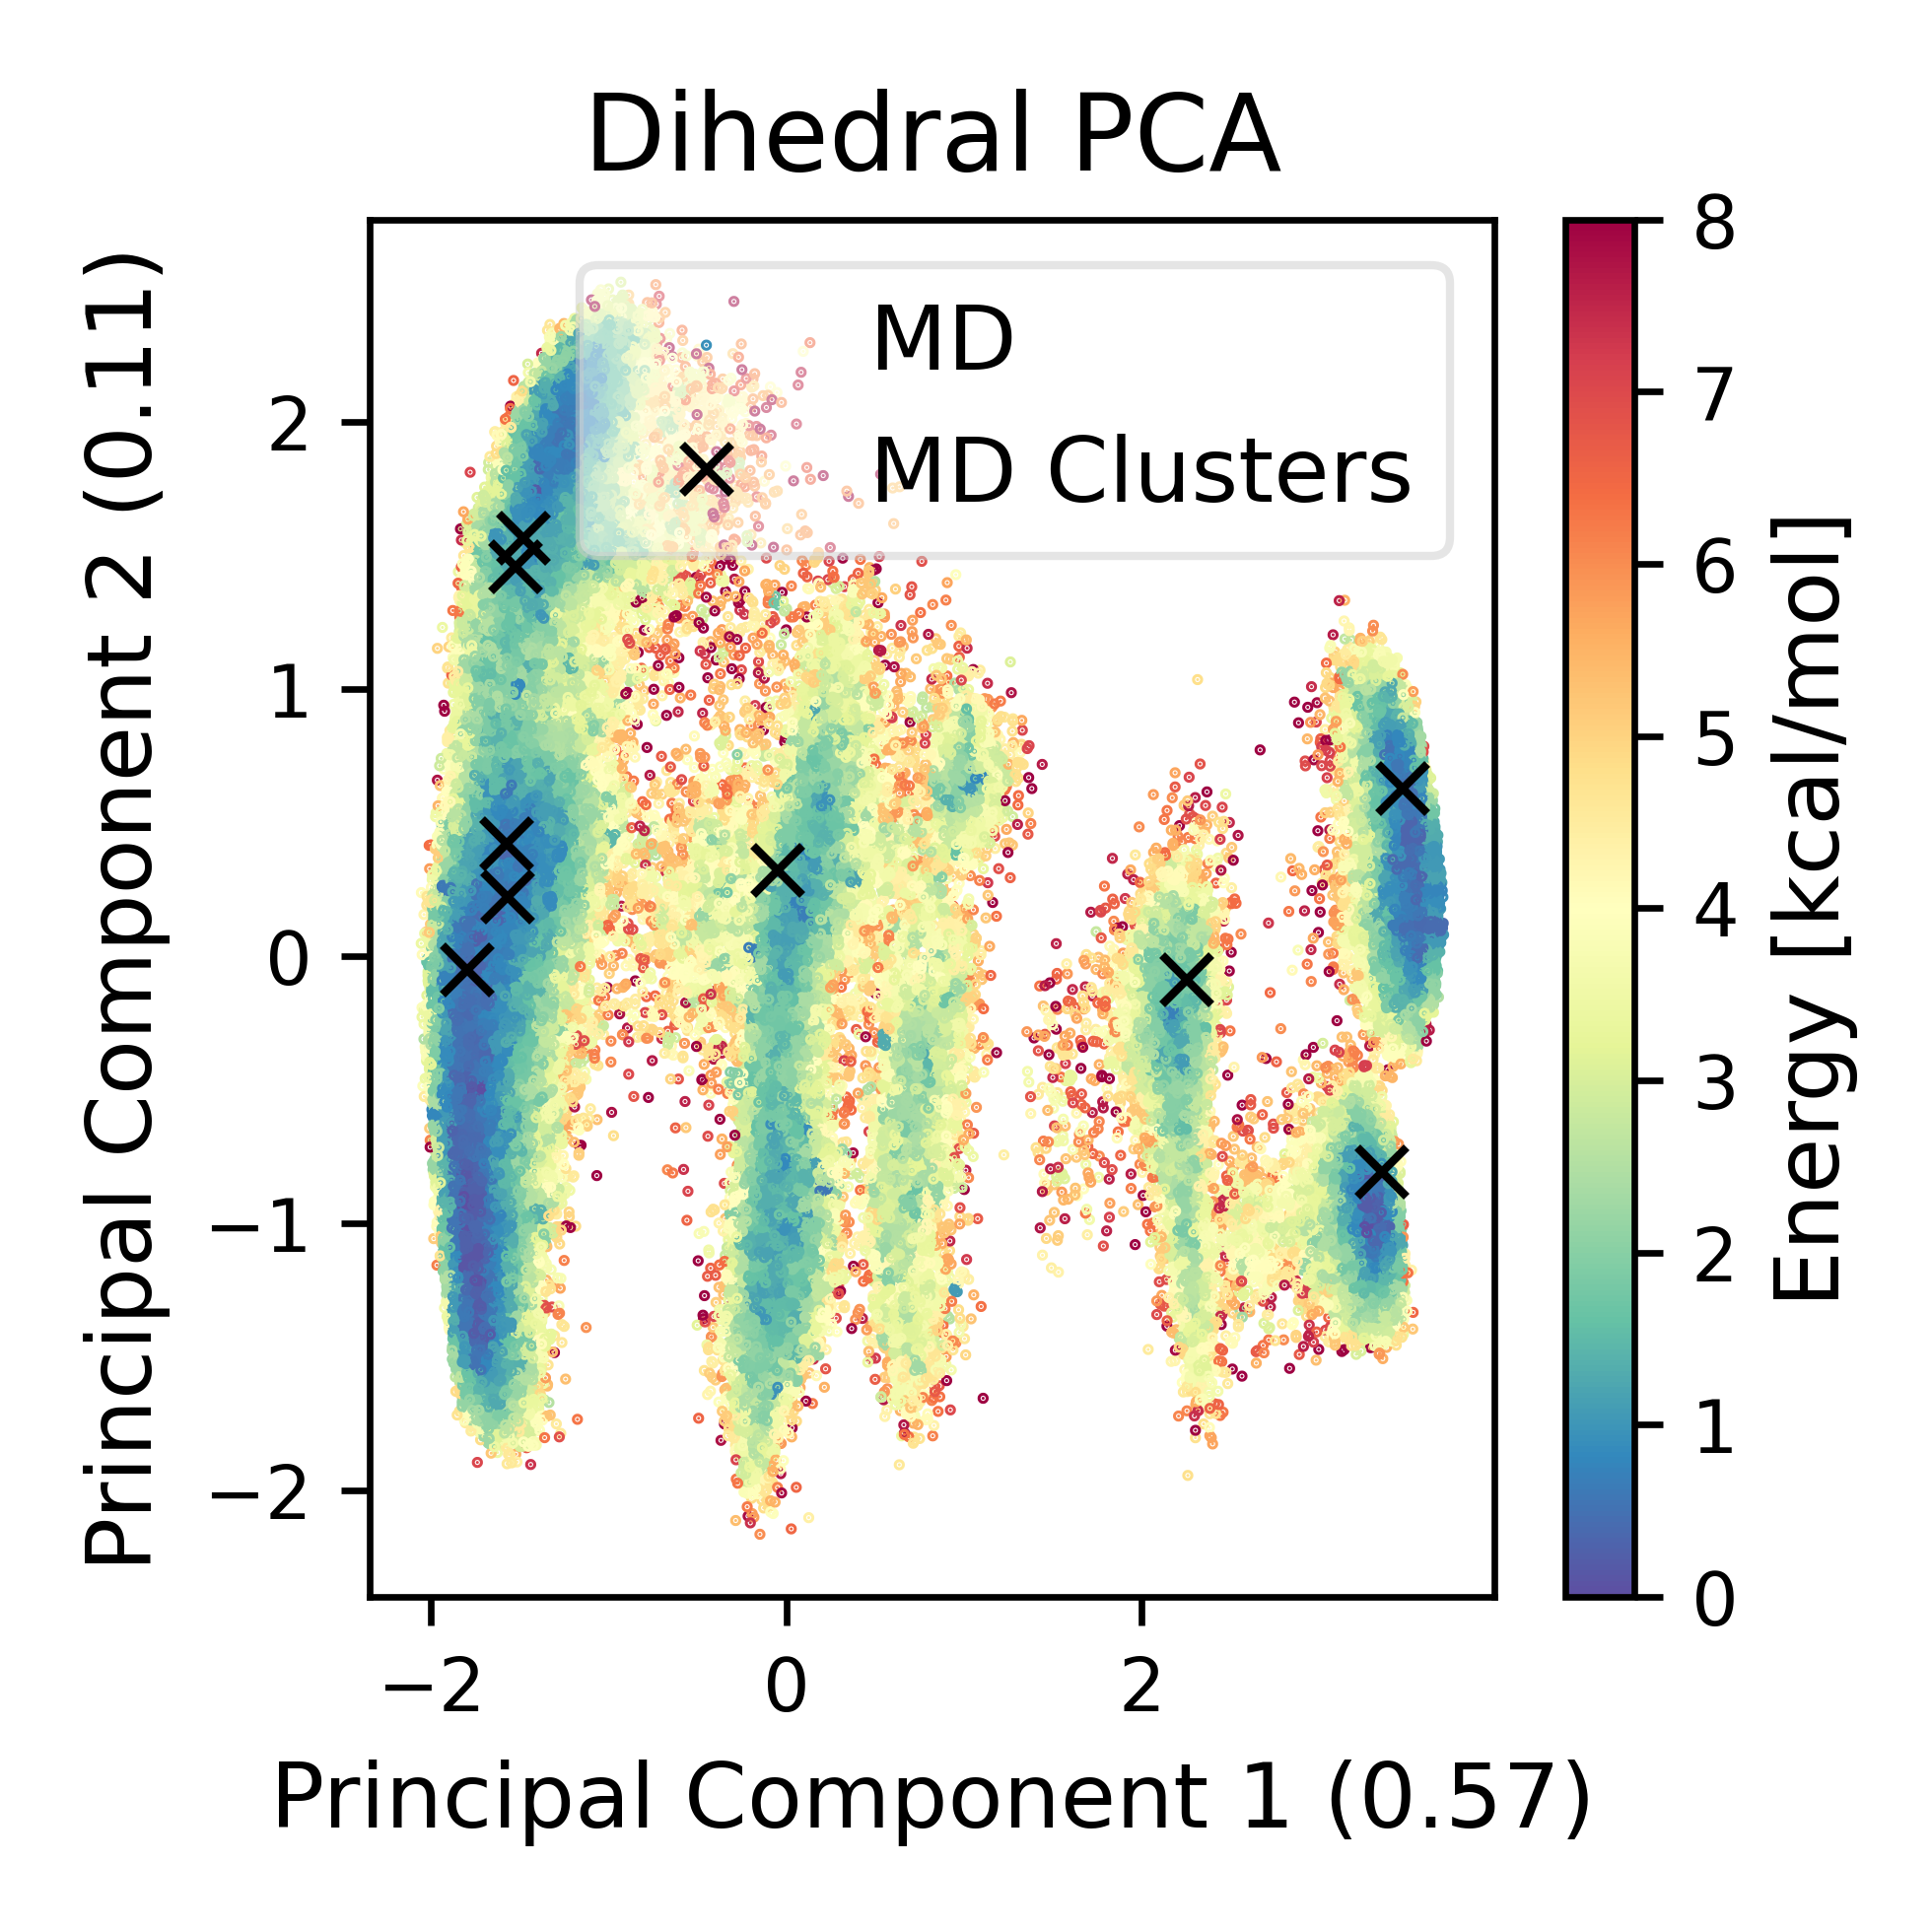 Dihedral PCA
MD
MD Clusters
Principal Component 2 (0.11)
2
1
0
−1
−2
−2
0
2
Principal Component 1 (0.57)
8
7
6
5
4
3
2
1
0
Energy [kcal/mol]